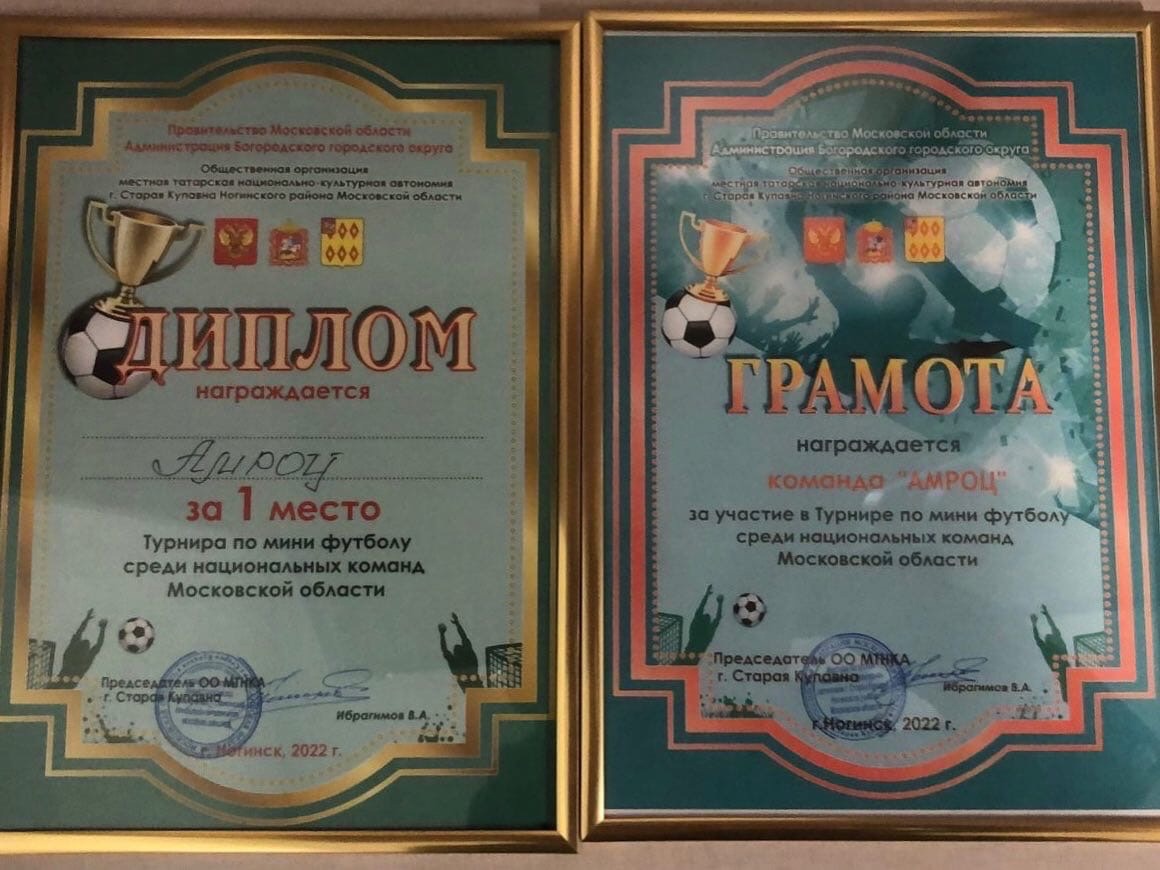 Правительство Московской области
Администрация Богородского городского округа
Общественная организация
местная татарская национально-культурная автономия
г. Старая Купавна Ногинского района Московской области
ДИПЛОМ
награждается
Амроц
за 1 место
Турнира по мини футболу
среди национальных команд
Московской области
Председатель ОО МТНКА
г. Старая Купавна
Ибрагимов В.А.
г. Ногинск, 2022 г.
Правительство Московской области
Администрация Богородского городского округа
Общественная организация
местная татарская национально-культурная автономия
г. Старая Купавна Ногинского района Московской области
ГРАМОТА
награждается
команда "АМРОЦ"
за участие в Турнире по мини футболу
среди национальных команд
Московской области
Председатель ОО МТНКА
г. Старая Купавна
Ибрагимов В.А.
г.Ногинск, 2022 г.